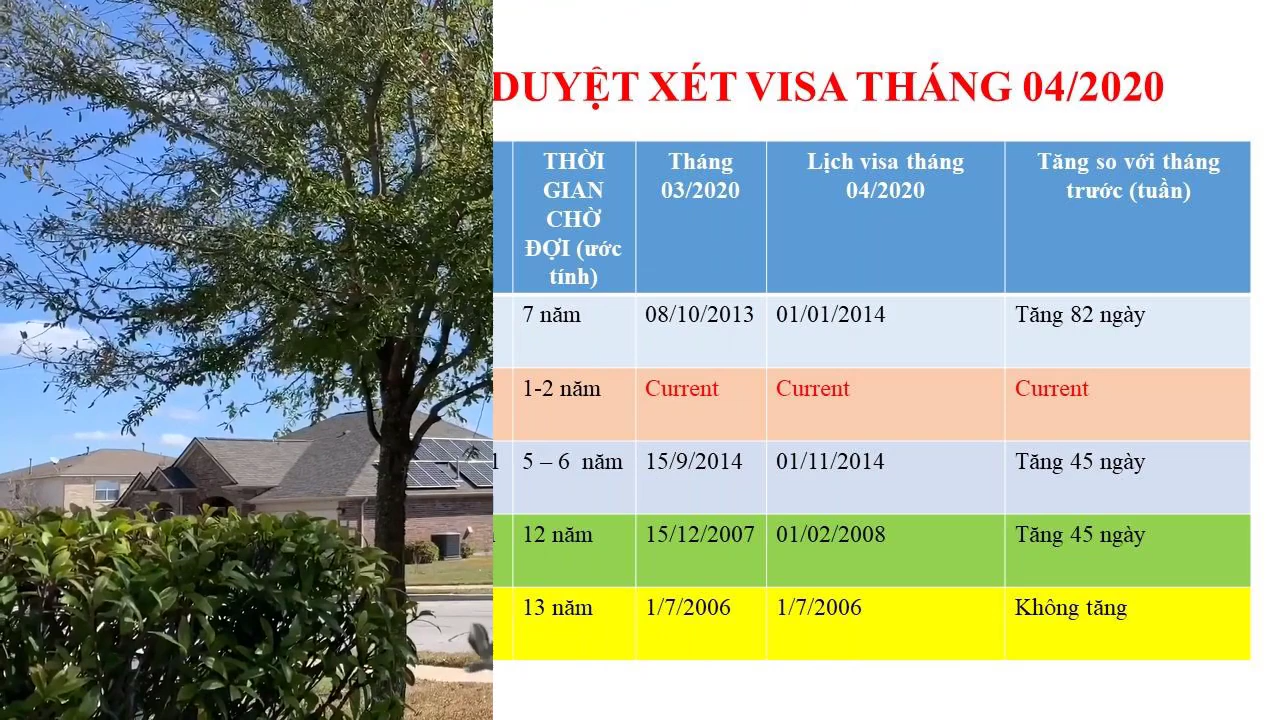 DUYỆT XÉT VISA THÁNG 04/2020
THỜI
GIAN
CHỜ
ĐỢI (ước
tính)
Tháng
03/2020
Lịch visa tháng
04/2020
Tăng so với tháng
trước (tuần)
7 năm 08/10/2013 01/01/2014 Tăng 82 ngày
1-2 năm Current Current Current
5 – 6 năm 15/9/2014 01/11/2014 Tăng 45 ngày
12 năm 15/12/2007 01/02/2008 Tăng 45 ngày
13 năm 1/7/2006 1/7/2006 Không tăng